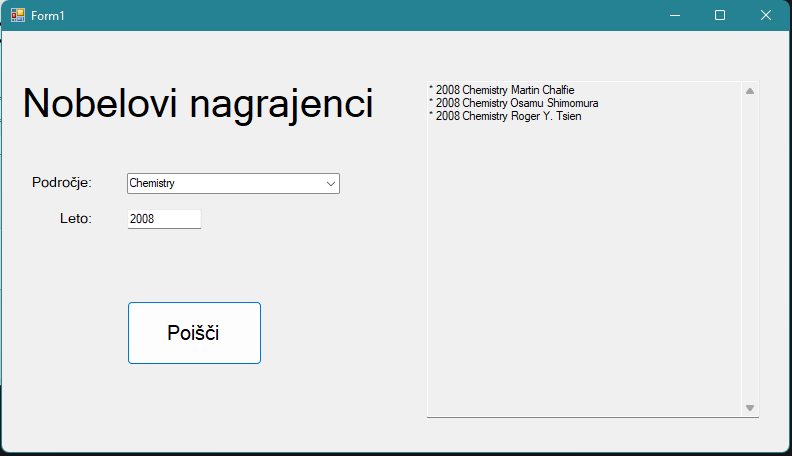 Form1
Nobelovi nagrajenci
Področje:
Chemistry
Leto:
2008
Poišči
* 2008 Chemistry Martin Chalfie
* 2008 Chemistry Osamu Shimomura
* 2008 Chemistry Roger Y. Tsien